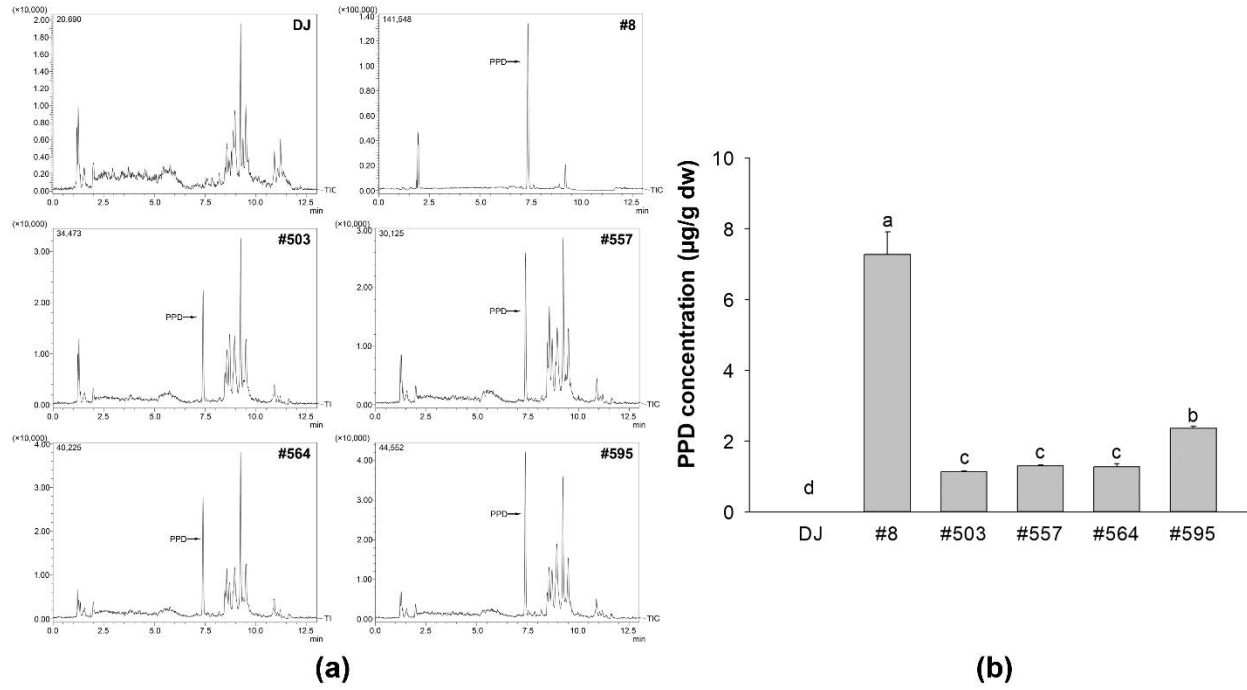 (×10,000)
20,690
DJ
2.00
1.80
1.60
1.40
1.20
1.00
0.80
0.60
0.40
0.20
0.00
TIC
0.0 2.5 5.0 7.5 10.0 12.5
min
(×100,000)
141,548
#8
1.40
1.20
1.00
0.80
0.60
0.40
0.20
0.00
PPD
TIC
0.0 2.5 5.0 7.5 10.0 12.5
min
(×10,000)
34,473
#503
3.00
2.00
1.00
0.00
PPD
TI
0.0 2.5 5.0 7.5 10.0 12.5
min
(×10,000)
30,125
#557
3.00
2.00
1.00
0.00
PPD
TIC
0.0 2.5 5.0 7.5 10.0 12.5
min
(×10,000)
40,225
#564
4.00
3.00
2.00
1.00
0.00
PPD
TI
0.0 2.5 5.0 7.5 10.0 12.5
min
(×10,000)
44,552
#595
4.00
3.00
2.00
1.00
0.00
PPD
TIC
0.0 2.5 5.0 7.5 10.0 12.5
min
(a)
PPD concentration (µg/g dw)
10
8
6
4
2
0
d
a
c
c
c
b
DJ #8 #503 #557 #564 #595
(b)